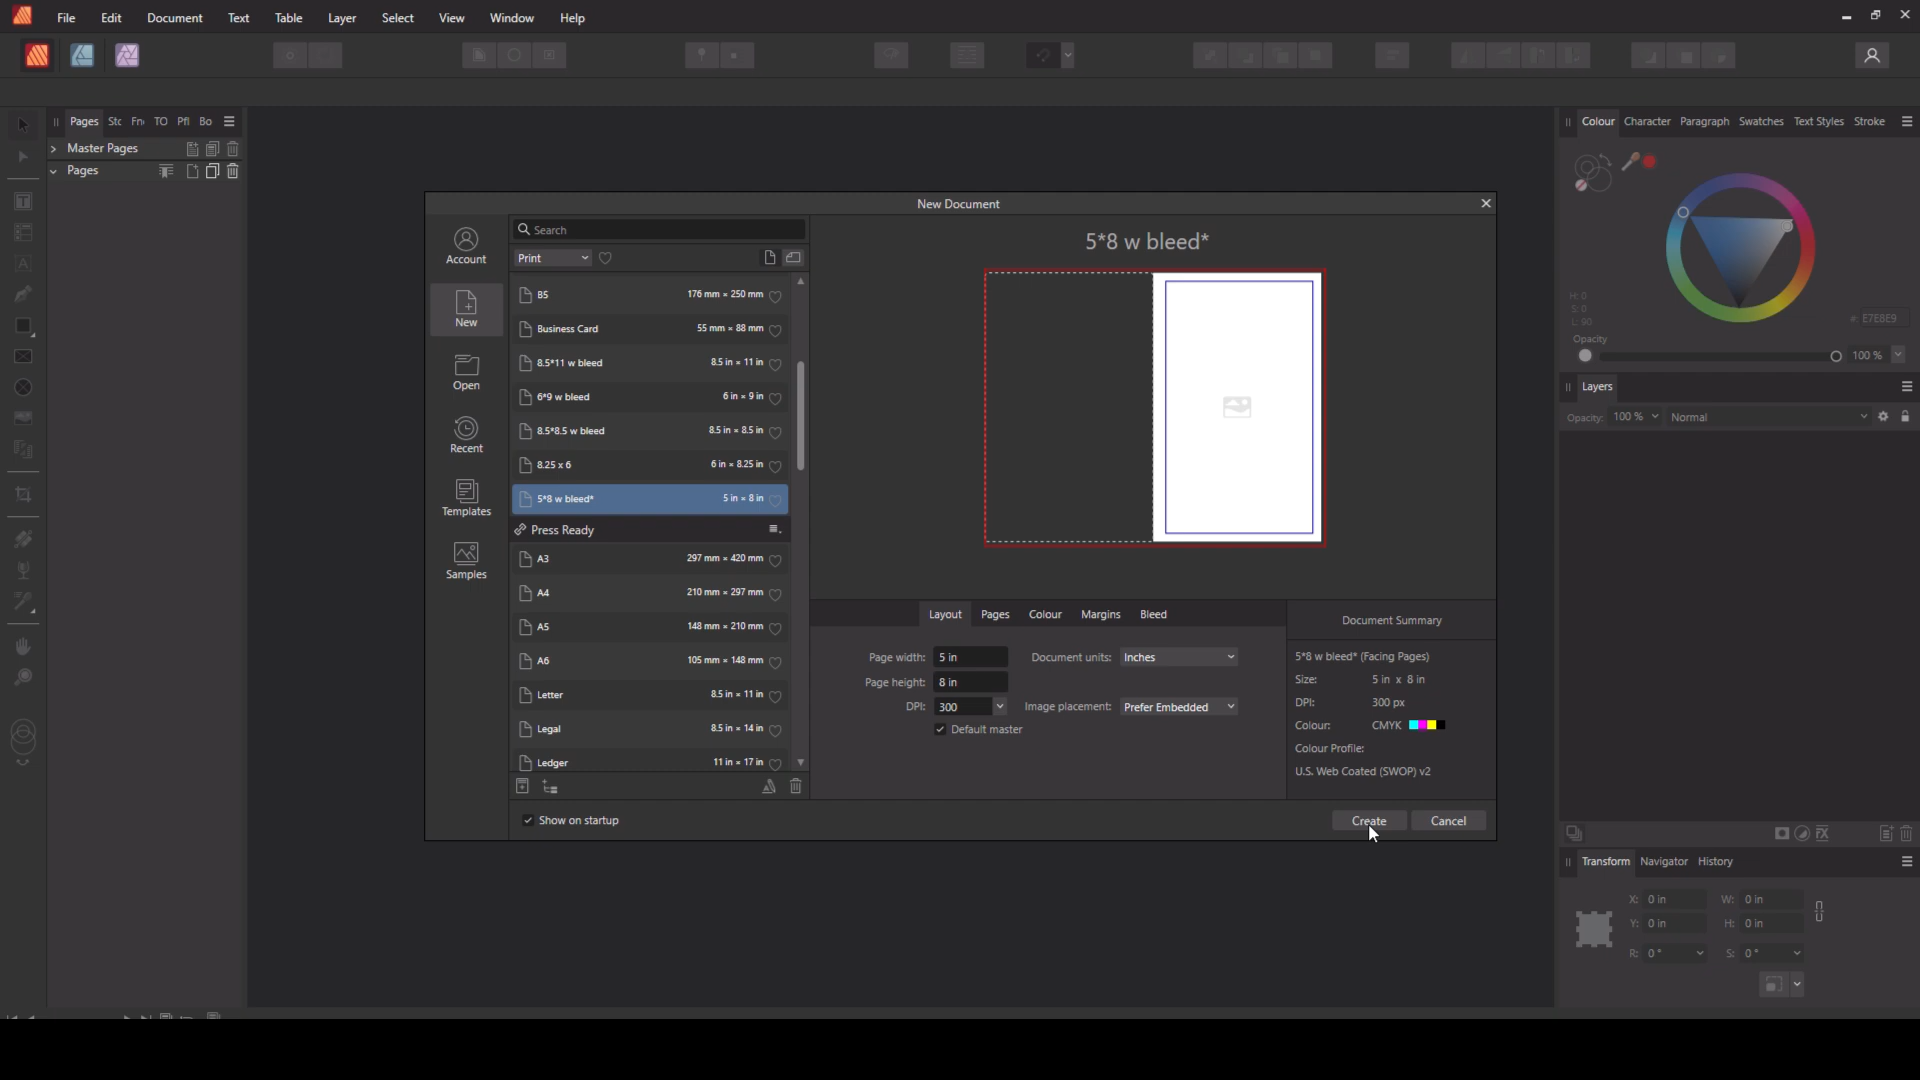 File Edit Document Text Table Layer Select View Window Help
Pages Stc Fn TO Pfl Bo
Master Pages
Pages
New Document
Account
New
Open
Recent
Templates
Samples
Search
Print
B5 176 mm × 250 mm
Business Card 55 mm × 88 mm
8.5*11 w bleed 8.5 in × 11 in
6*9 w bleed 6 in × 9 in
8.5*8.5 w bleed 8.5 in × 8.5 in
8.25 x 6 6 in × 8.25 in
5*8 w bleed* 5 in × 8 in
Press Ready
A3 297 mm × 420 mm
A4 210 mm × 297 mm
A5 148 mm × 210 mm
A6 105 mm × 148 mm
Letter 8.5 in × 11 in
Legal 8.5 in × 14 in
Ledger 11 in × 17 in
Show on startup
5*8 w bleed*
Layout Pages Colour Margins Bleed
Page width: 5 in Document units: Inches
Page height: 8 in
DPI: 300 Image placement: Prefer Embedded
Default master
Document Summary
5*8 w bleed* (Facing Pages)
Size: 5 in x 8 in
DPI: 300 px
Colour: CMYK
Colour Profile:
U.S. Web Coated (SWOP) v2
Create Cancel
Colour Character Paragraph Swatches Text Styles Stroke
H: 0
S: 0
L: 90
#: E7E8E9
Opacity
100 %
Layers
Opacity: 100 % Normal
Transform Navigator History
X: 0 in W: 0 in
Y: 0 in H: 0 in
R: 0 ° S: 0 °